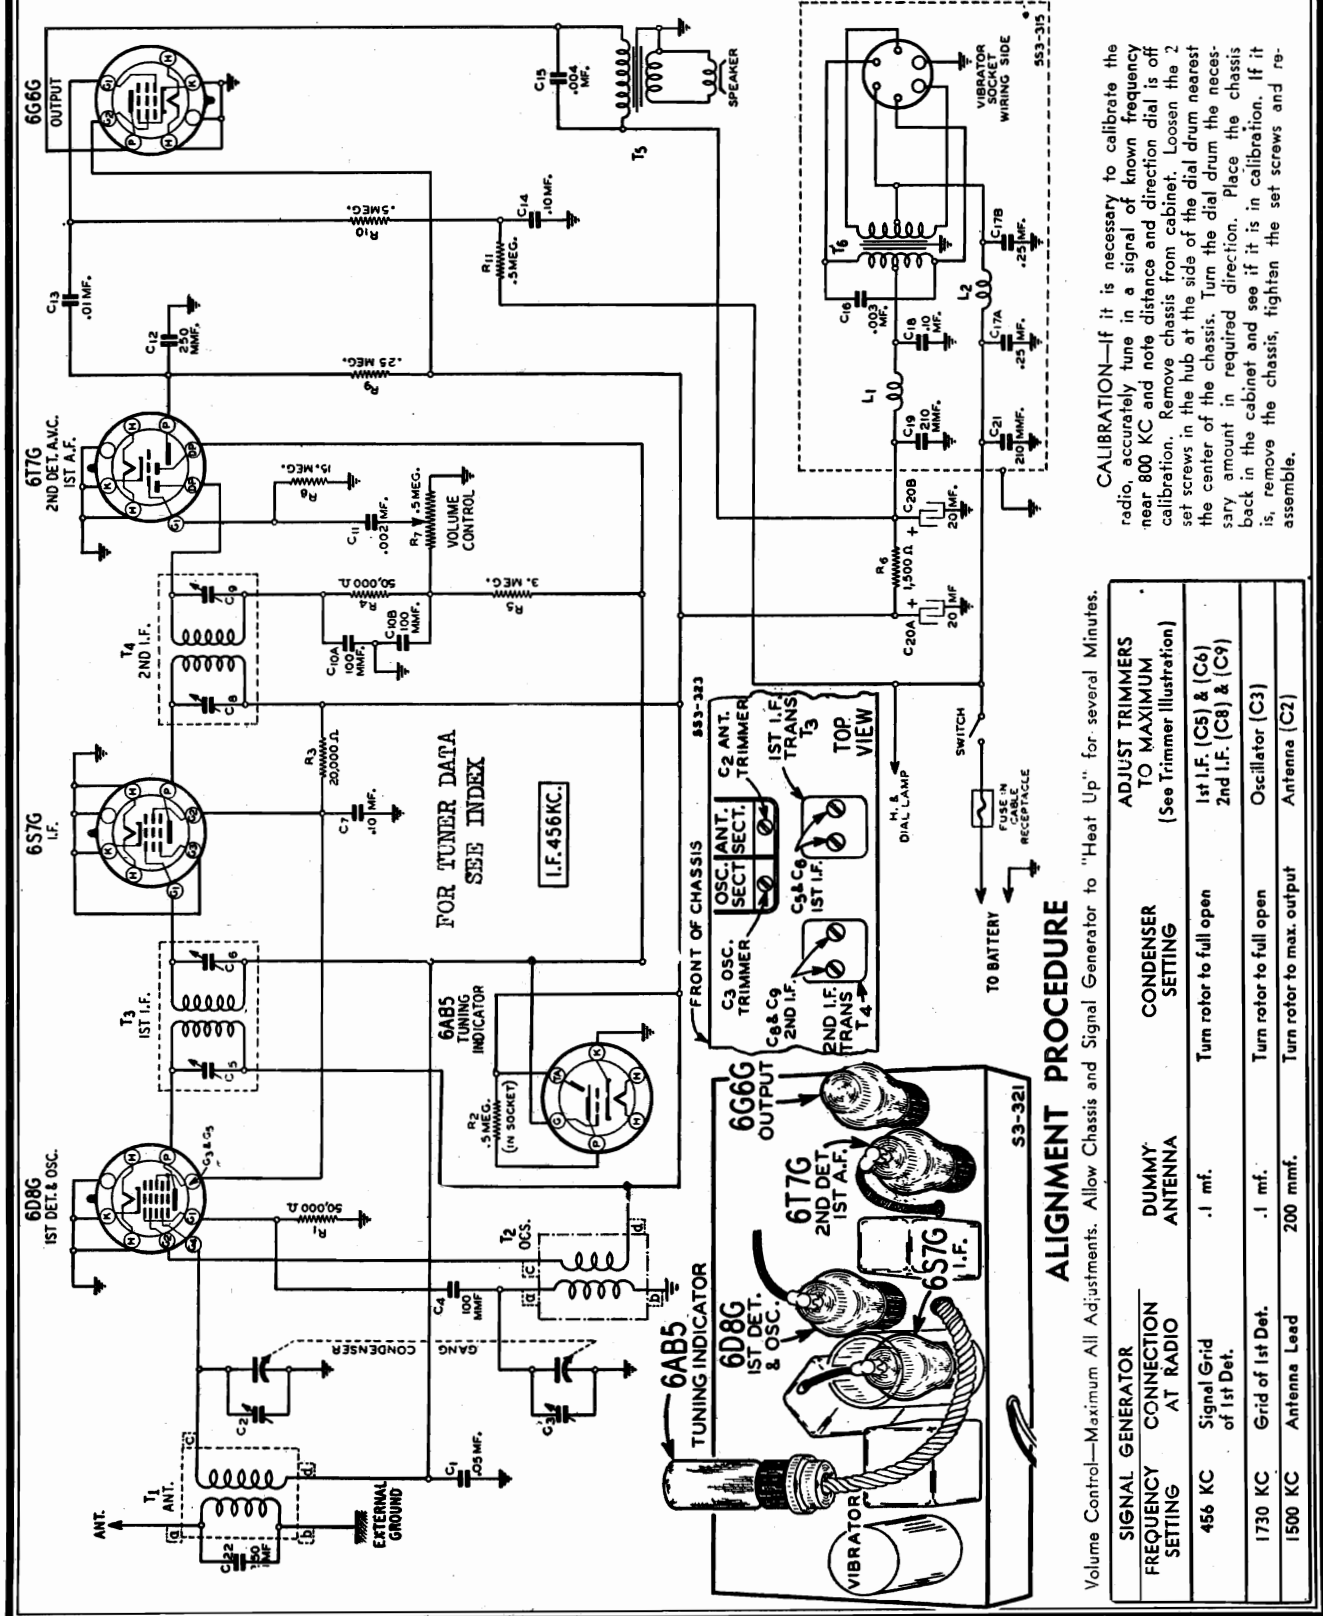 6D8G
1ST DET. & OSC.
6S7G
I.F.
6T7G
2ND DET. A.V.C.
1ST A.F.
6G6G
OUTPUT
ANT.
T1
ANT.
C22
EXTERNAL
GROUND
C1
.05 MF.
C2
C3
GANG
CONDENSER
C4
100
MMF
R1
50,000 Ω
G3 & G5
T2
OCS.
T3
1ST I.F.
C5
C6
T4
2ND I.F.
C8
C9
R3
20,000 Ω
C7
.10 MF.
R4
50,000 Ω
C10A
100
MMF.
C10B
100
MMF.
R5
3. MEG.
R7
.5 MEG.
VOLUME
CONTROL
C11
.002 MF.
R8
15. MEG.
R9
.25 MEG.
C12
250
MMF.
C13
.01 MF.
R10
.5 MEG.
R11
.5 MEG.
C14
.10 MF.
C15
.004
MF.
T5
SPEAKER
6AB5
TUNING
INDICATOR
R2
.5 MEG.
(IN SOCKET)
FOR TUNER DATA
SEE INDEX
I.F. 456 KC.
R6
1,500 Ω
C20A
20 MF
C20B
20 MF.
C19
210
MMF.
L1
C18
.10
MF.
C16
.003
MF.
T6
C21
210 MMF.
C17A
.25 MF.
L2
C17B
.25 MF.
VIBRATOR
SOCKET
WIRING SIDE
SS3-315
H. &
DIAL LAMP
SWITCH
FUSE IN
CABLE
RECEPTACLE
TO BATTERY
SS3-323
FRONT OF CHASSIS
OSC.
SECT.
ANT.
SECT.
C2 ANT.
TRIMMER
C3 OSC.
TRIMMER
1ST I.F.
TRANS
T3
C5 & C6
1ST I.F.
C8 & C9
2ND I.F.
2ND I.F.
TRANS
T4
TOP
VIEW
6AB5
TUNING INDICATOR
6D8G
1ST DET.
& OSC.
6T7G
2ND DET.
1ST A.F.
6G6G
OUTPUT
6S7G
I.F.
VIBRATOR
S3-321
CALIBRATION—If it is necessary to calibrate the
radio, accurately tune in a signal of known frequency
near 800 KC and note distance and direction dial is off
calibration. Remove chassis from cabinet. Loosen the 2
set screws in the hub at the side of the dial drum nearest
the center of the chassis. Turn the dial drum the neces-
sary amount in required direction. Place the chassis
back in the cabinet and see if it is in calibration. If it
is, remove the chassis, tighten the set screws and re-
assemble.
ALIGNMENT PROCEDURE
Volume Control—Maximum All Adjustments. Allow Chassis and Signal Generator to "Heat Up" for several Minutes.
SIGNAL GENERATOR
FREQUENCY SETTING
CONNECTION AT RADIO
DUMMY ANTENNA
CONDENSER SETTING
ADJUST TRIMMERS TO MAXIMUM (See Trimmer Illustration)
456 KC Signal Grid of 1st Det. .1 mf. Turn rotor to full open 1st I.F. (C5) & (C6) 2nd I.F. (C8) & (C9)
1730 KC Grid of 1st Det. .1 mf. Turn rotor to full open Oscillator (C3)
1500 KC Antenna Lead 200 mmf. Turn rotor to max. output Antenna (C2)